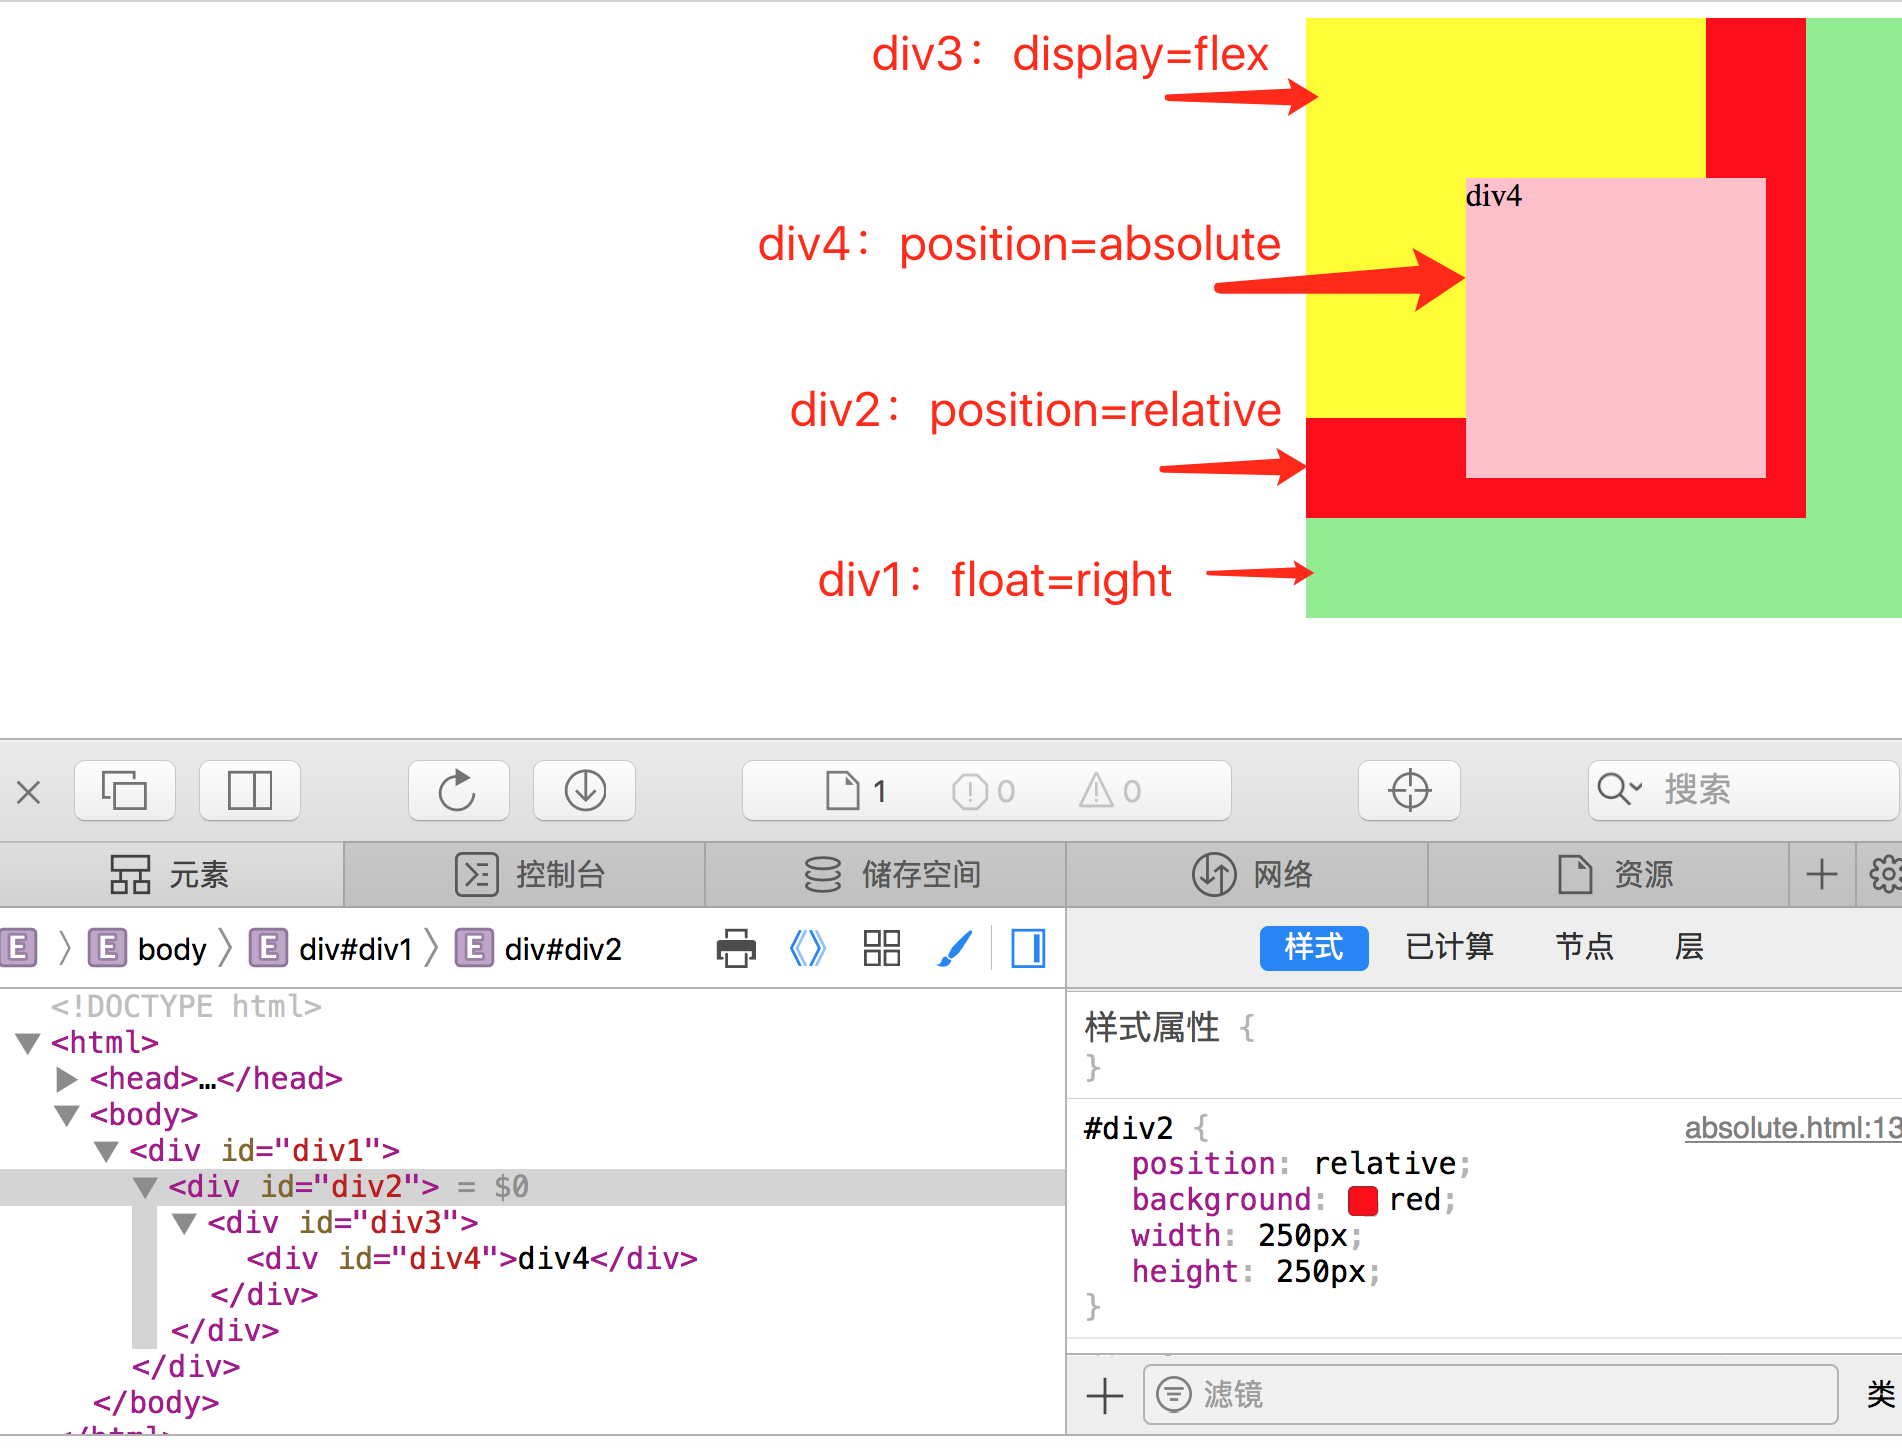 div3：display=flex
div4
div4：position=absolute
div2：position=relative
div1：float=right
1 0 0 搜索
元素 控制台 储存空间 网络 资源
E 〉 E body 〉 E div#div1 〉 E div#div2
样式 已计算 节点 层
<!DOCTYPE html>
<html>
<head>…</head>
<body>
<div id="div1">
<div id="div2"> = $0
<div id="div3">
<div id="div4">div4</div>
</div>
</div>
</div>
</body>
样式属性 {
}
#div2 { absolute.html:13
position: relative;
background: red;
width: 250px;
height: 250px;
}
滤镜 类